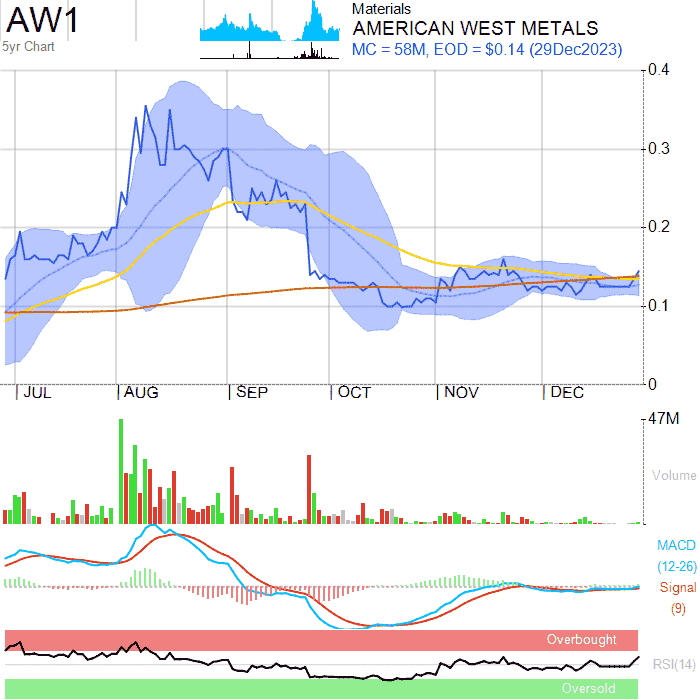 AW1
5yr Chart
Materials
AMERICAN WEST METALS
MC = 58M, EOD = $0.14 (29Dec2023)
0.4
0.3
0.2
0.1
0
JUL AUG SEP OCT NOV DEC
47M
Volume
MACD
(12-26)
Signal
(9)
Overbought
RSI(14)
Oversold